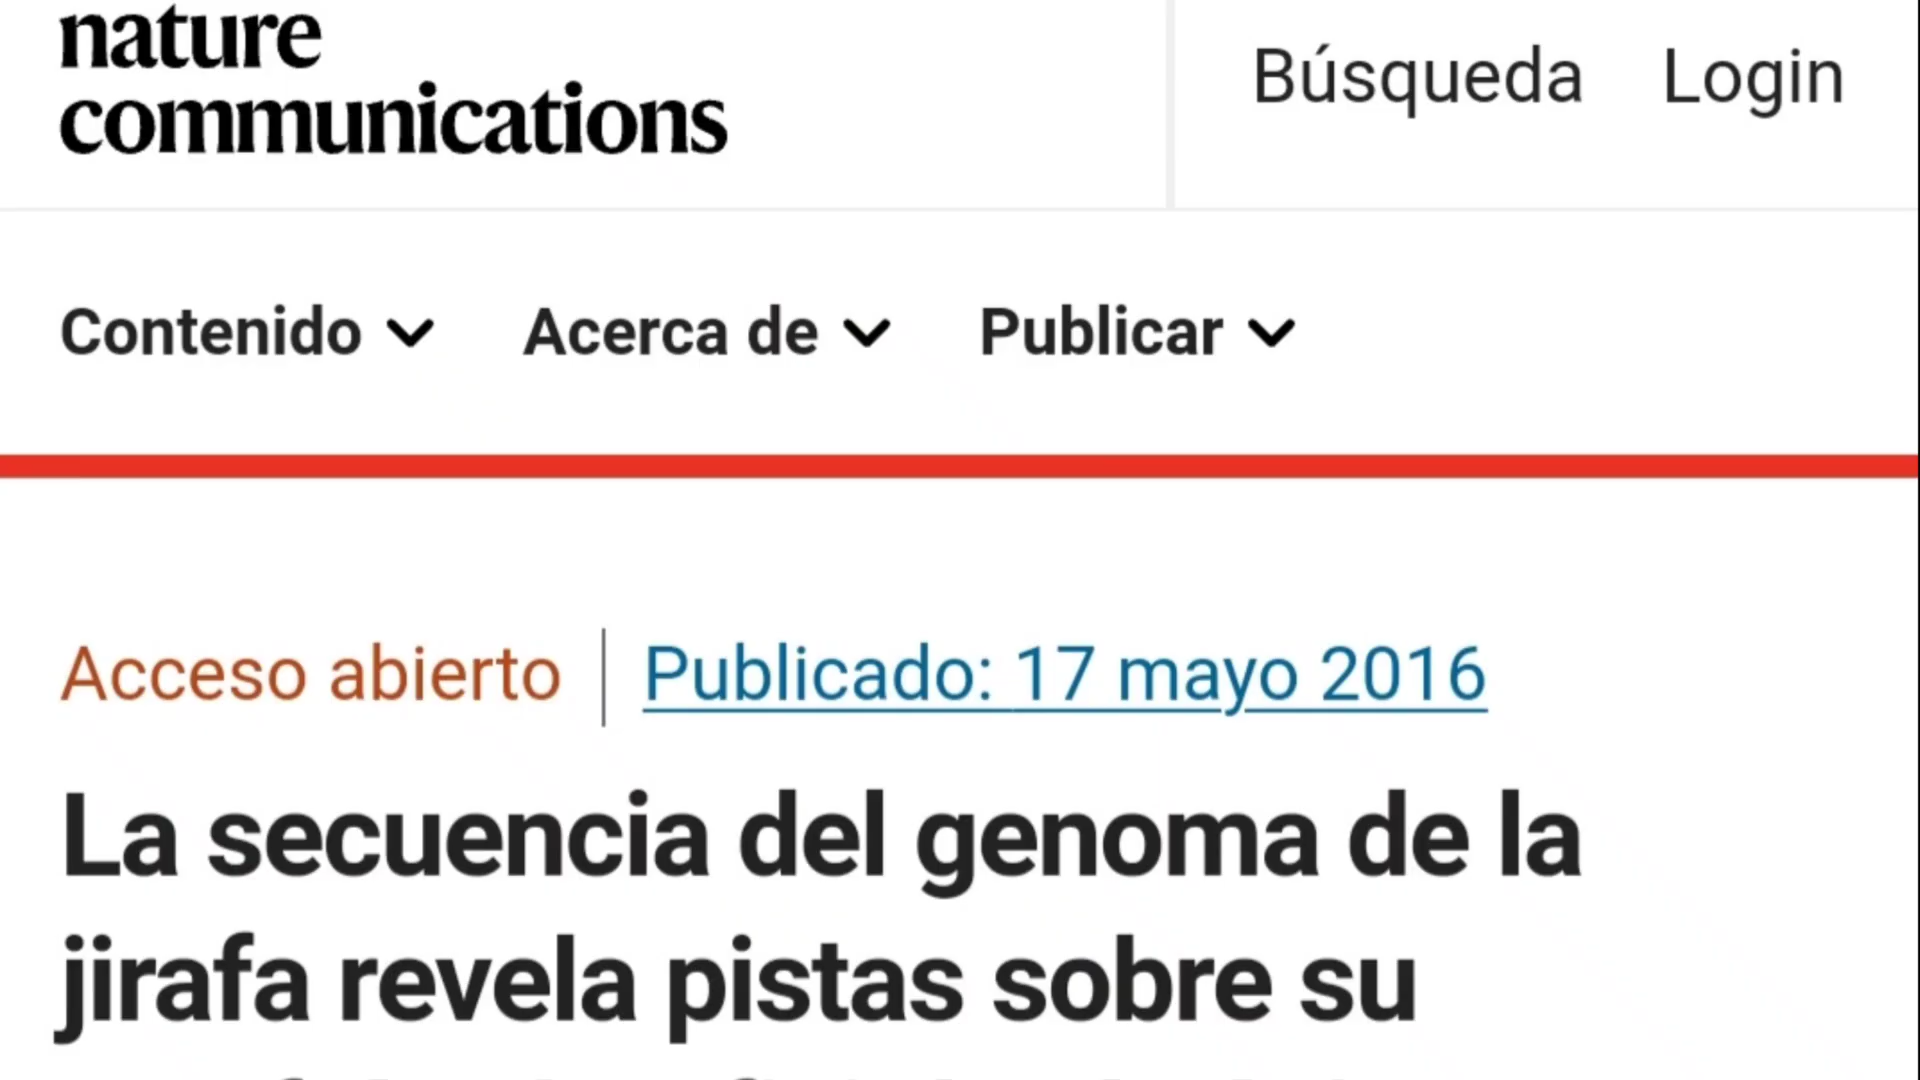 nature
communications
Búsqueda Login
Contenido Acerca de Publicar
Acceso abierto Publicado: 17 mayo 2016
La secuencia del genoma de la
jirafa revela pistas sobre su